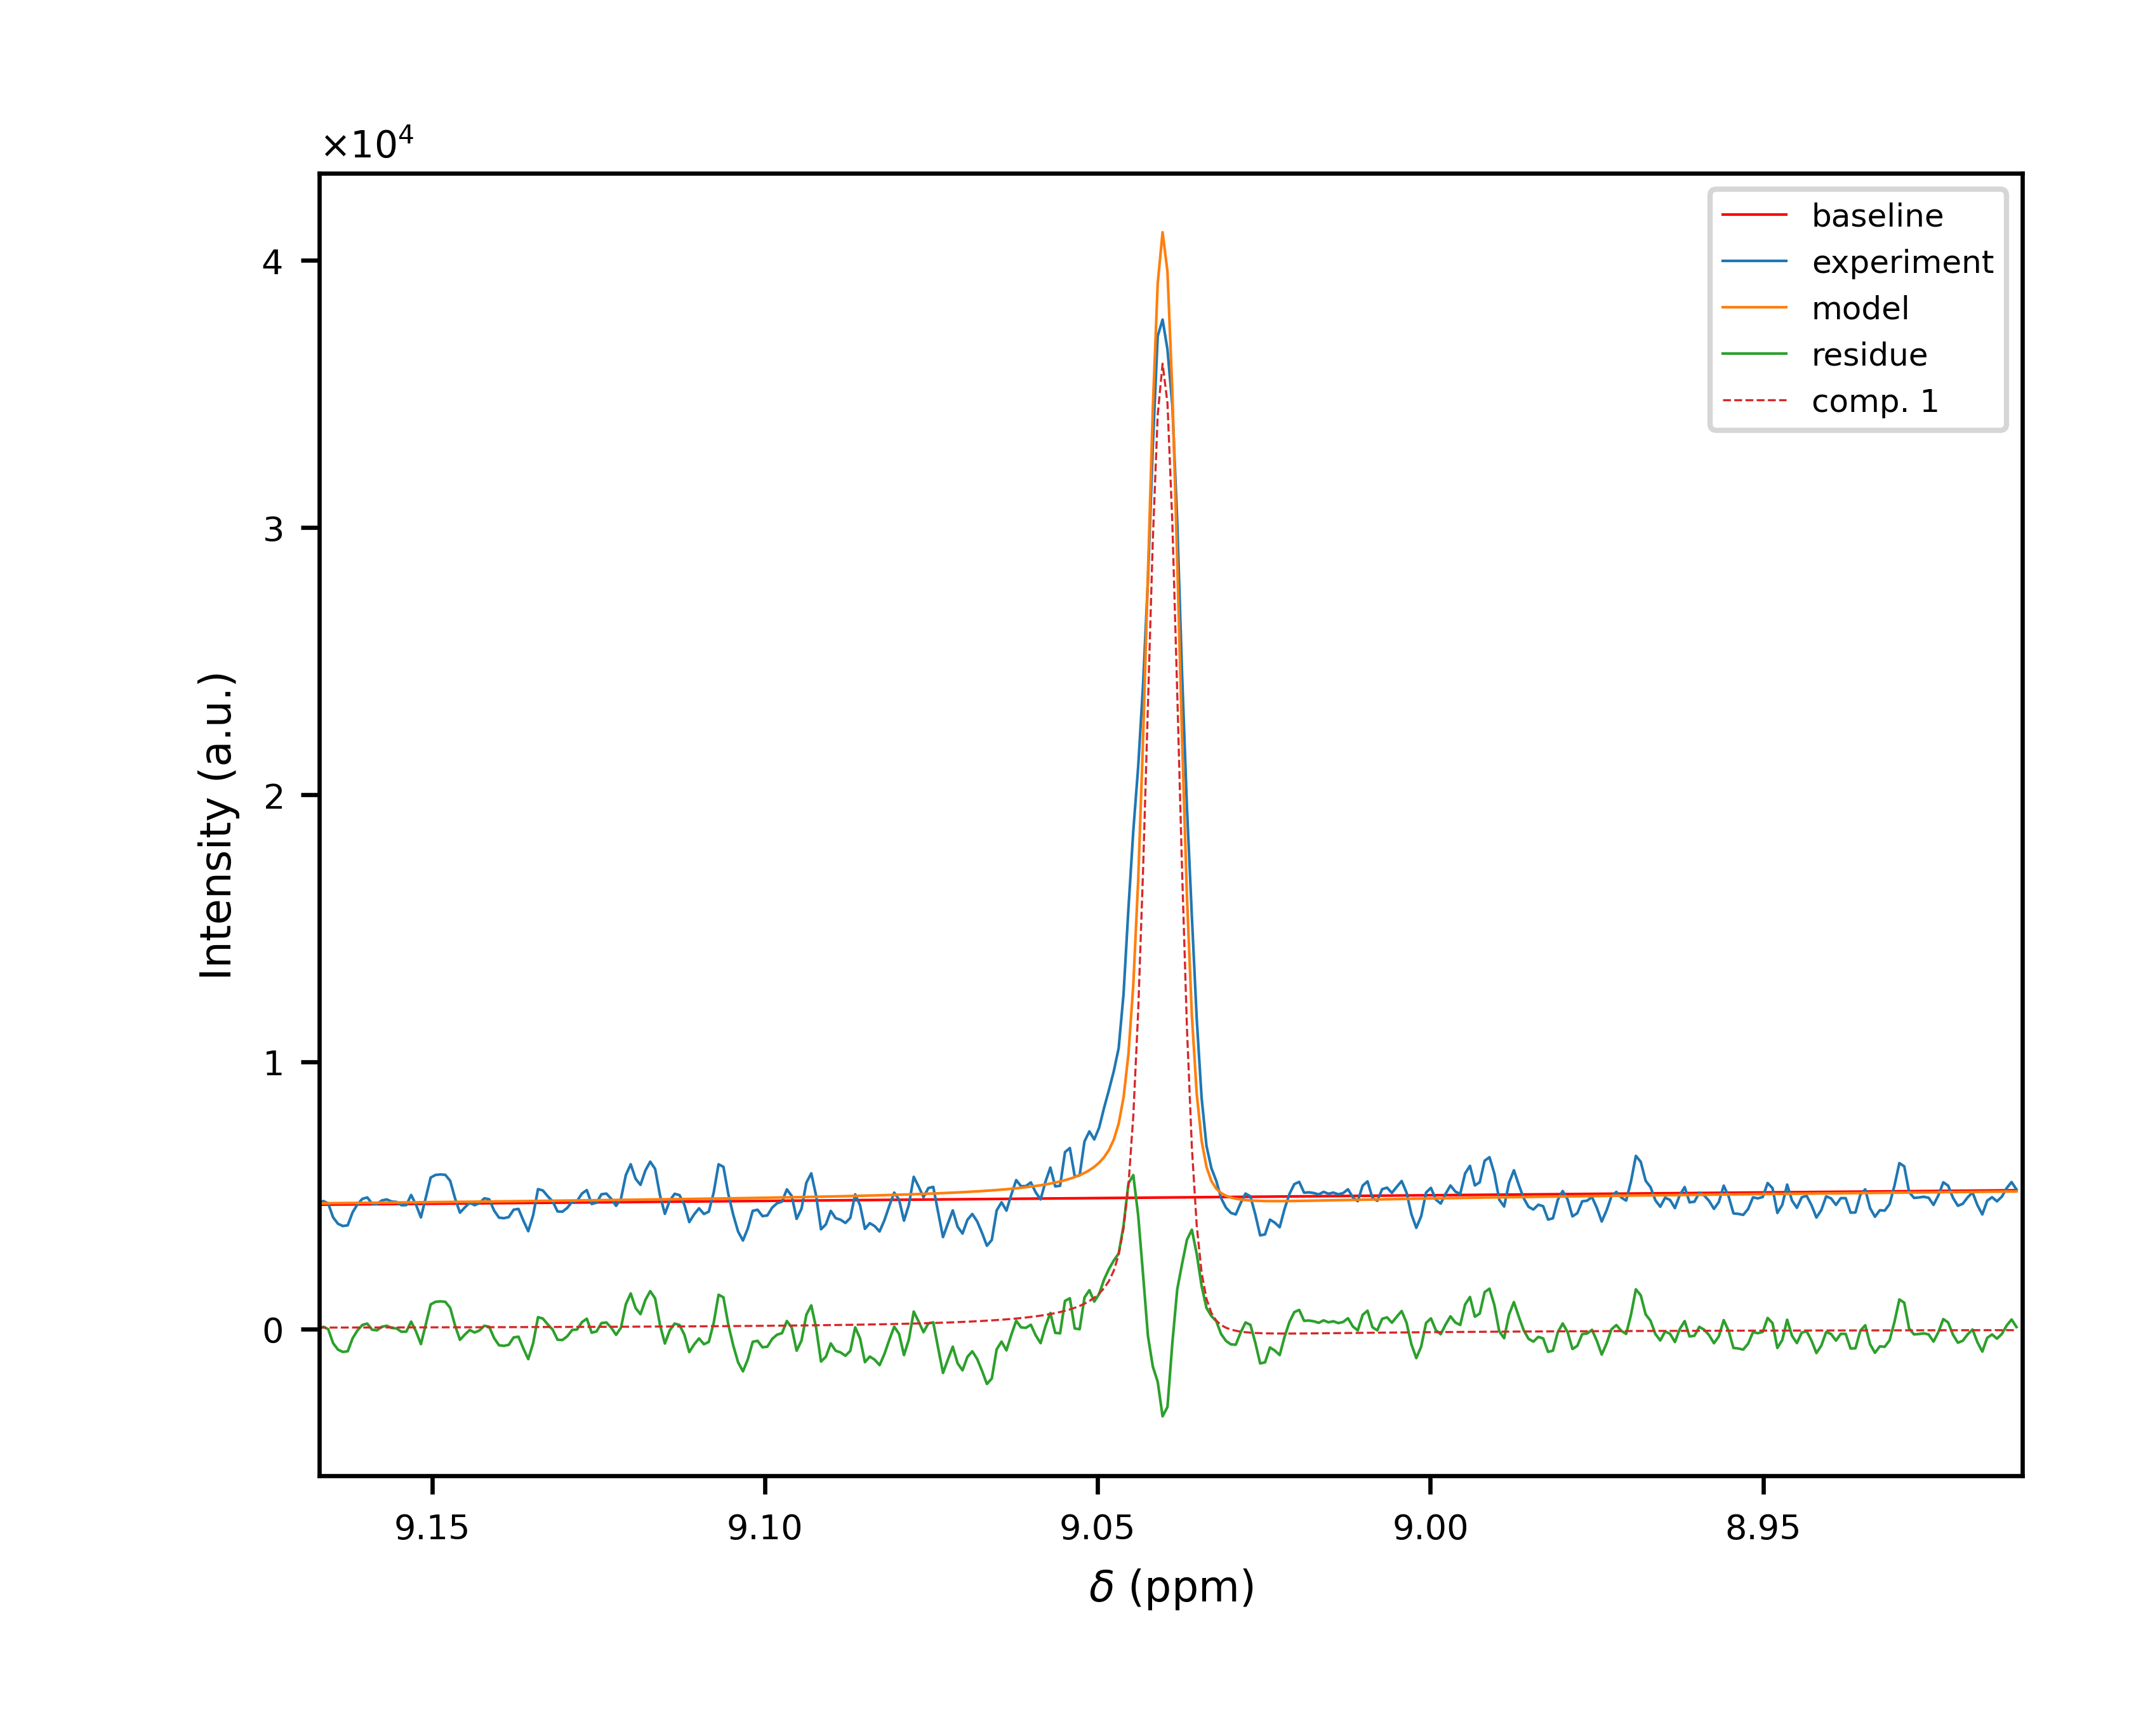 ×10⁴
baseline
experiment
model
residue
comp. 1
Intensity (a.u.)
4
3
2
1
0
9.15 9.10 9.05 9.00 8.95
δ (ppm)